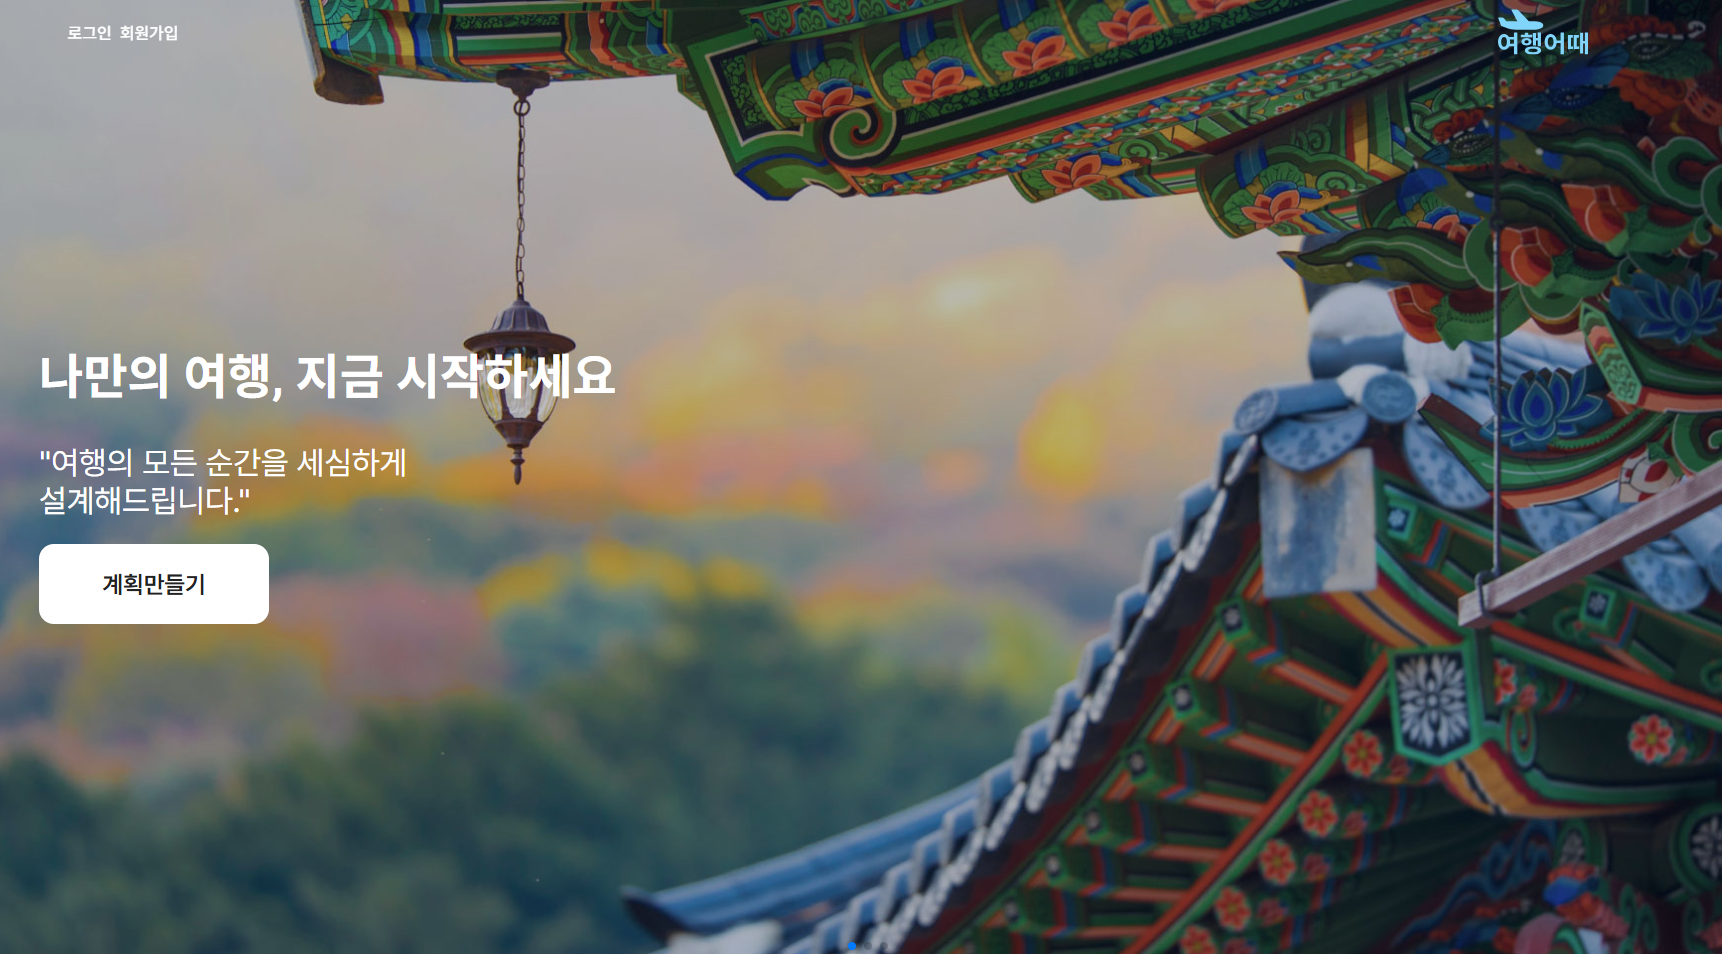 로그인 회원가입
여행어때
나만의 여행, 지금 시작하세요
"여행의 모든 순간을 세심하게
설계해드립니다."
계획만들기